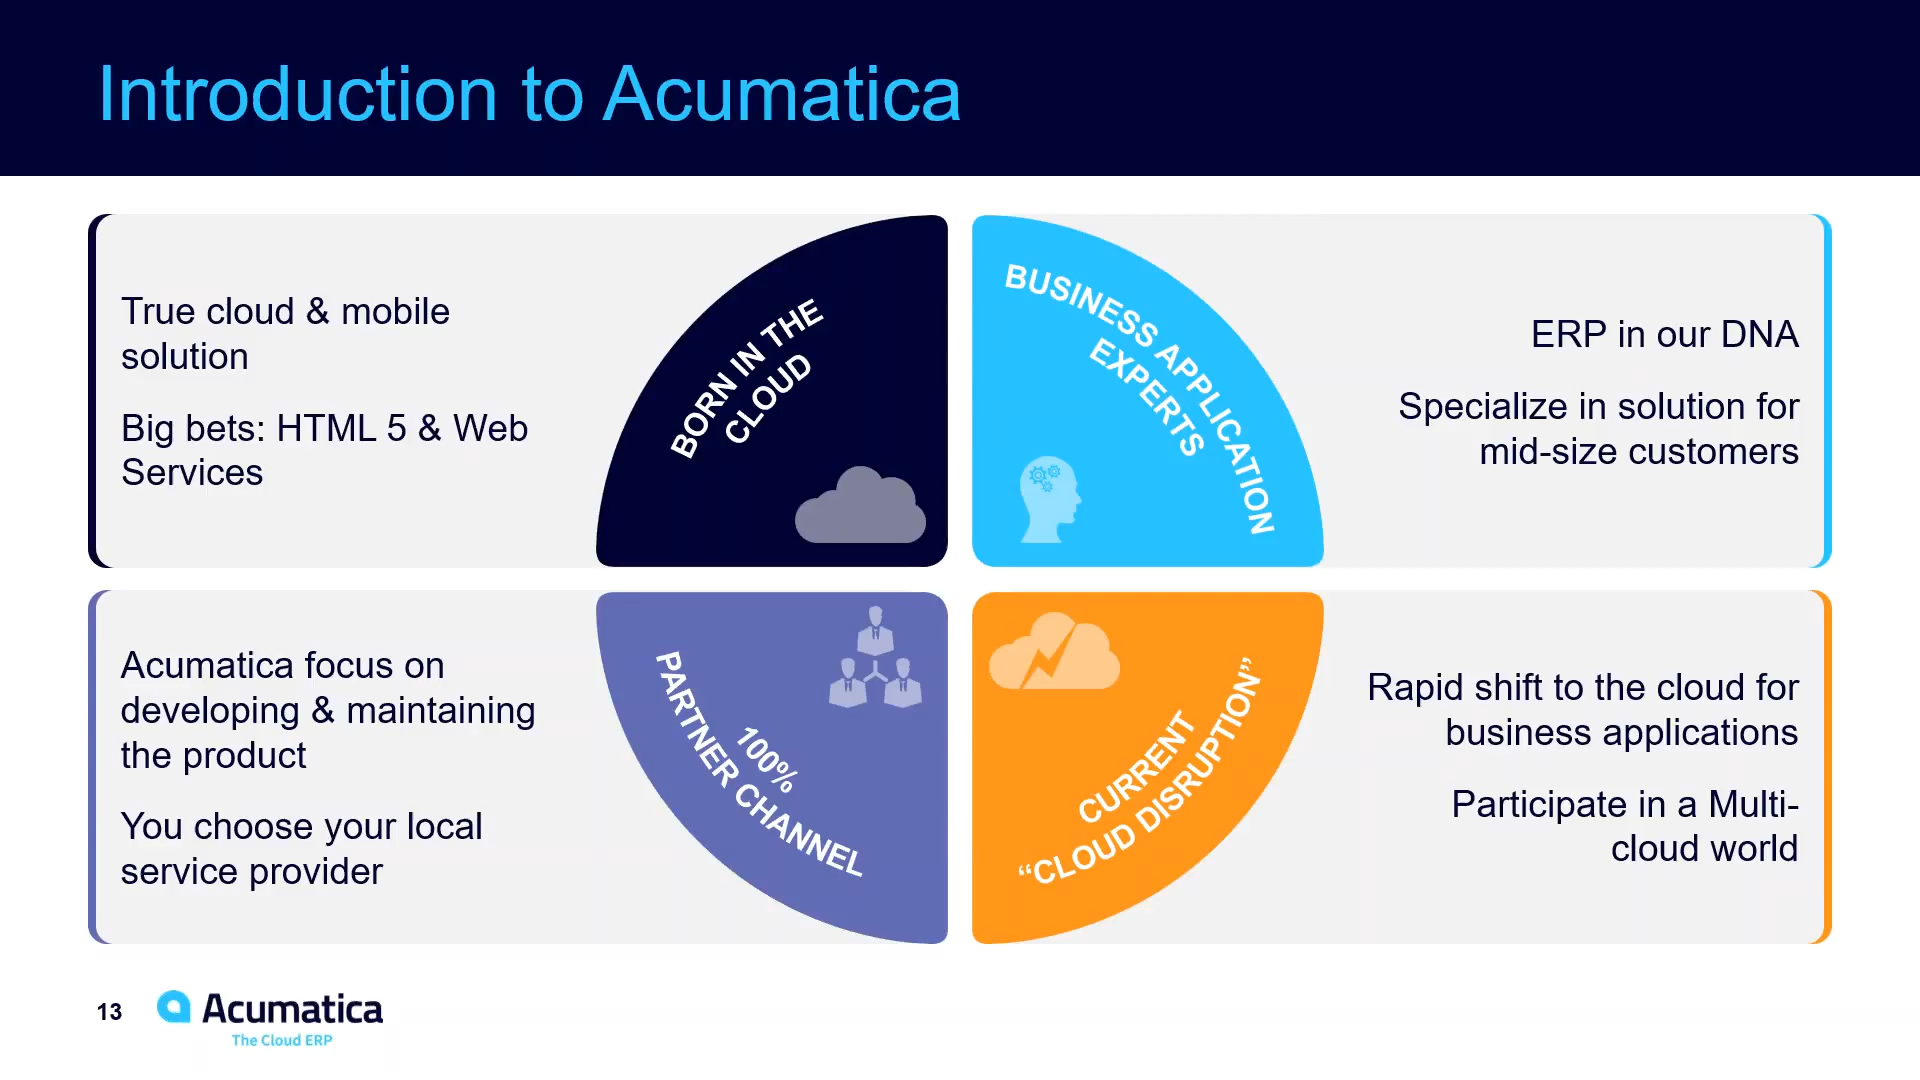 Introduction to Acumatica
True cloud & mobile
solution
Big bets: HTML 5 & Web
Services
BORN IN THE
CLOUD
BUSINESS APPLICATION
EXPERTS
ERP in our DNA
Specialize in solution for
mid-size customers
Acumatica focus on
developing & maintaining
the product
You choose your local
service provider
100%
PARTNER CHANNEL
CURRENT
“CLOUD DISRUPTION”
Rapid shift to the cloud for
business applications
Participate in a Multi-
cloud world
13
Acumatica
The Cloud ERP